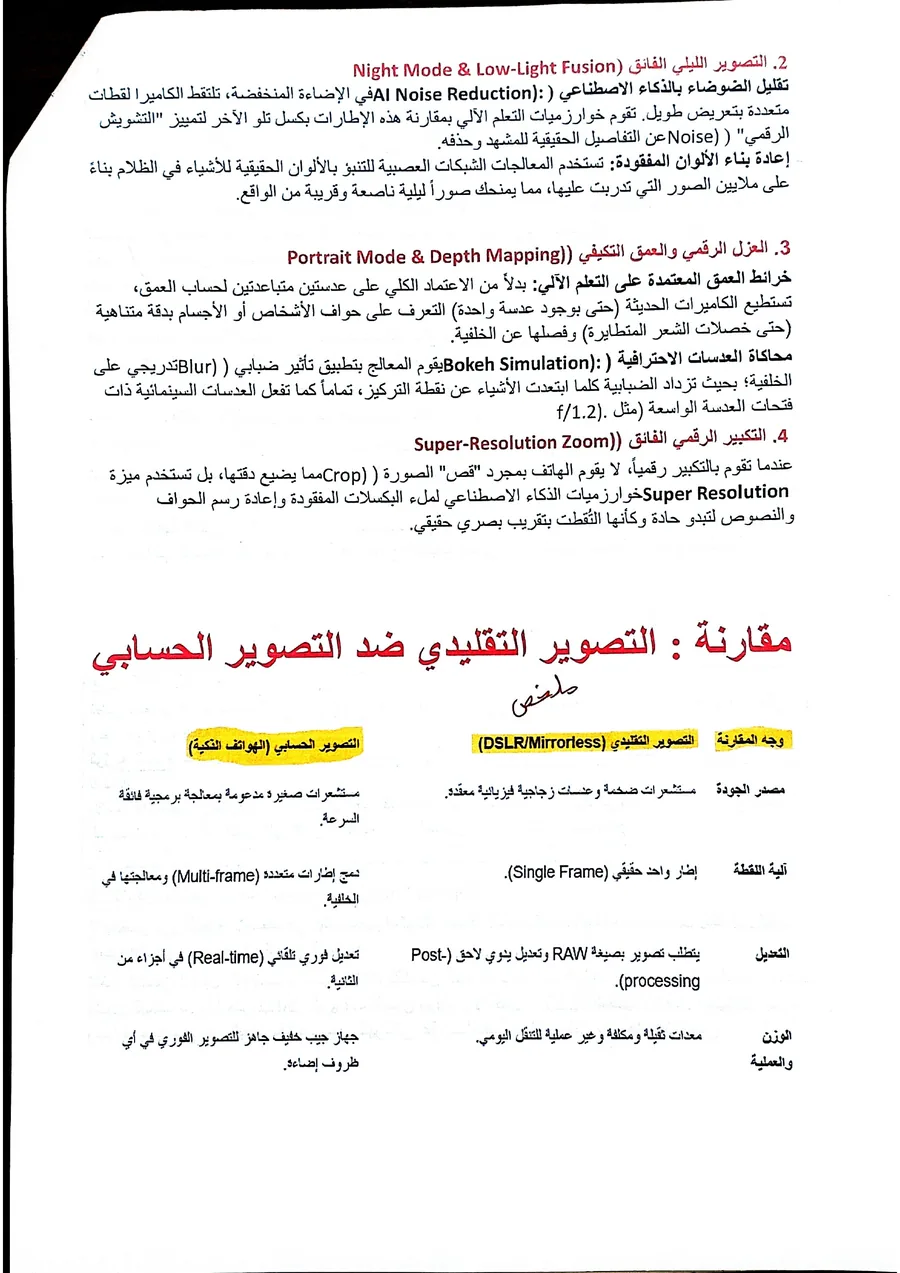 2. التصوير الليلي الفائق (Night Mode & Low-Light Fusion
تقليل الضوضاء بالذكاء الاصطناعي ( :(AI Noise Reductionفي الإضاءة المنخفضة، تلتقط الكاميرا لقطات
متعددة بتعريض طويل. تقوم خوارزميات التعلم الآلي بمقارنة هذه الإطارات بكسل تلو الآخر لتمييز "التشويش
الرقمي" ( (Noiseعن التفاصيل الحقيقية للمشهد وحذفه.
إعادة بناء الألوان المفقودة: تستخدم المعالجات الشبكات العصبية للتنبؤ بالألوان الحقيقية للأشياء في الظلام بناءً
على ملايين الصور التي تدربت عليها، مما يمنحك صوراً ليلية ناصعة وقريبة من الواقع.
3. العزل الرقمي والعمق التكيفي ((Portrait Mode & Depth Mapping
خرائط العمق المعتمدة على التعلم الآلي: بدلاً من الاعتماد الكلي على عدستين متباعدتين لحساب العمق،
تستطيع الكاميرات الحديثة (حتى بوجود عدسة واحدة) التعرف على حواف الأشخاص أو الأجسام بدقة متناهية
(حتى خصلات الشعر المتطايرة) وفصلها عن الخلفية.
محاكاة العدسات الاحترافية ( :(Bokeh Simulationيقوم المعالج بتطبيق تأثير ضبابي ( (Blurتدريجي على
الخلفية؛ بحيث تزداد الضبابية كلما ابتعدت الأشياء عن نقطة التركيز، تماماً كما تفعل العدسات السينمائية ذات
فتحات العدسة الواسعة (مثل .(f/1.2
4. التكبير الرقمي الفائق ((Super-Resolution Zoom
عندما تقوم بالتكبير رقمياً، لا يقوم الهاتف بمجرد "قص" الصورة ( (Cropمما يضيع دقتها، بل تستخدم ميزة
Super Resolutionخوارزميات الذكاء الاصطناعي لملء البكسلات المفقودة وإعادة رسم الحواف
والنصوص لتبدو حادة وكأنها التُقطت بتقريب بصري حقيقي.
مقارنة : التصوير التقليدي ضد التصوير الحسابي
ملخص
وجه المقارنة التصوير التقليدي (DSLR/Mirrorless) التصوير الحسابي (الهواتف الذكية)
مصدر الجودة مستشعرات ضخمة وعدسات زجاجية فيزيائية معقدة. مستشعرات صغيرة مدعومة بمعالجة برمجية فائقة
السرعة.
آلية اللقطة إطار واحد حقيقي (Single Frame). دمج إطارات متعددة (Multi-frame) ومعالجتها في
الخلفية.
التعديل يتطلب تصوير بصيغة RAW وتعديل يدوي لاحق (Post- تعديل فوري تلقائي (Real-time) في أجزاء من
processing). الثانية.
الوزن معدات ثقيلة ومكلفة وغير عملية للتنقل اليومي. جهاز جيب خفيف جاهز للتصوير الفوري في أي
والعملية ظروف إضاءة.